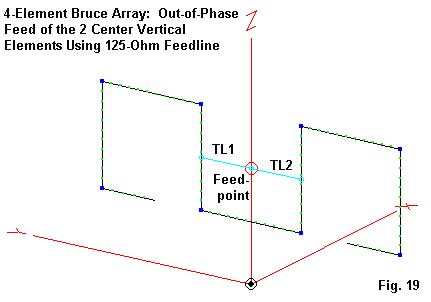 4-Element Bruce Array:  Out-of-Phase
Feed of the 2 Center Vertical
Elements Using 125-Ohm Feedline
Z
TL1
TL2
Feed-
point
Y
X
Fig. 19